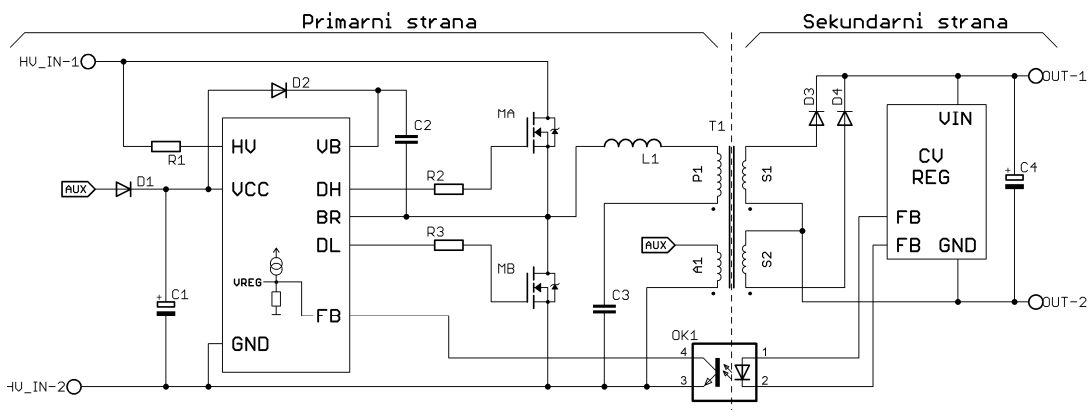 Primarni strana
Sekundarni strana
HV_IN-1
OUT-1
D2
D3
D4
MA
C2
T1
VIN
HV
VB
R1
L1
CV
REG
C4
+
AUX
D1
VCC
DH
R2
P1
S1
BR
FB
DL
R3
AUX
FB
GND
MB
A1
S2
VREG
C1
+
C3
OUT-2
FB
OK1
GND
4
1
HV_IN-2
3
2